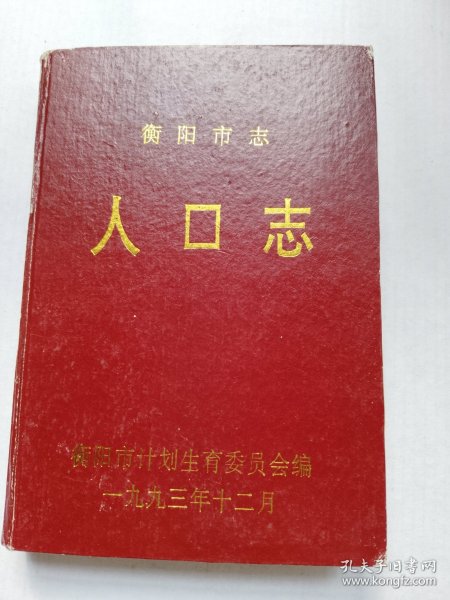 衡阳市志
人口志
衡阳市计划生育委员会编
一九九三年十二月
孔夫子旧书网
www.kongfz.com